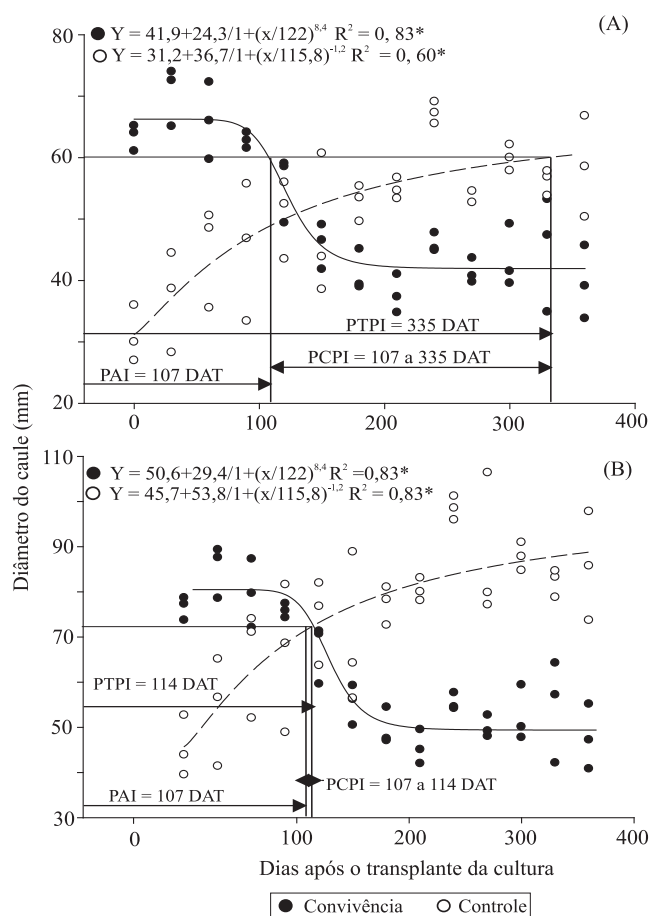 Y = 41,9+24,3/1+(x/122)^8,4 R^2 = 0, 83*
(A)
Y = 31,2+36,7/1+(x/115,8)^-1,2 R^2 = 0, 60*
80
60
40
20
PTPI = 335 DAT
PCPI = 107 a 335 DAT
PAI = 107 DAT
0
100
200
300
400
Diâmetro do caule (mm)
110
Y = 50,6+29,4/1+(x/122)^8,4 R^2 =0,83*
(B)
Y = 45,7+53,8/1+(x/115,8)^-1,2 R^2 = 0,83*
90
70
50
30
PTPI = 114 DAT
PCPI = 107 a 114 DAT
PAI = 107 DAT
0
100
200
300
400
Dias após o transplante da cultura
Convivência
Controle